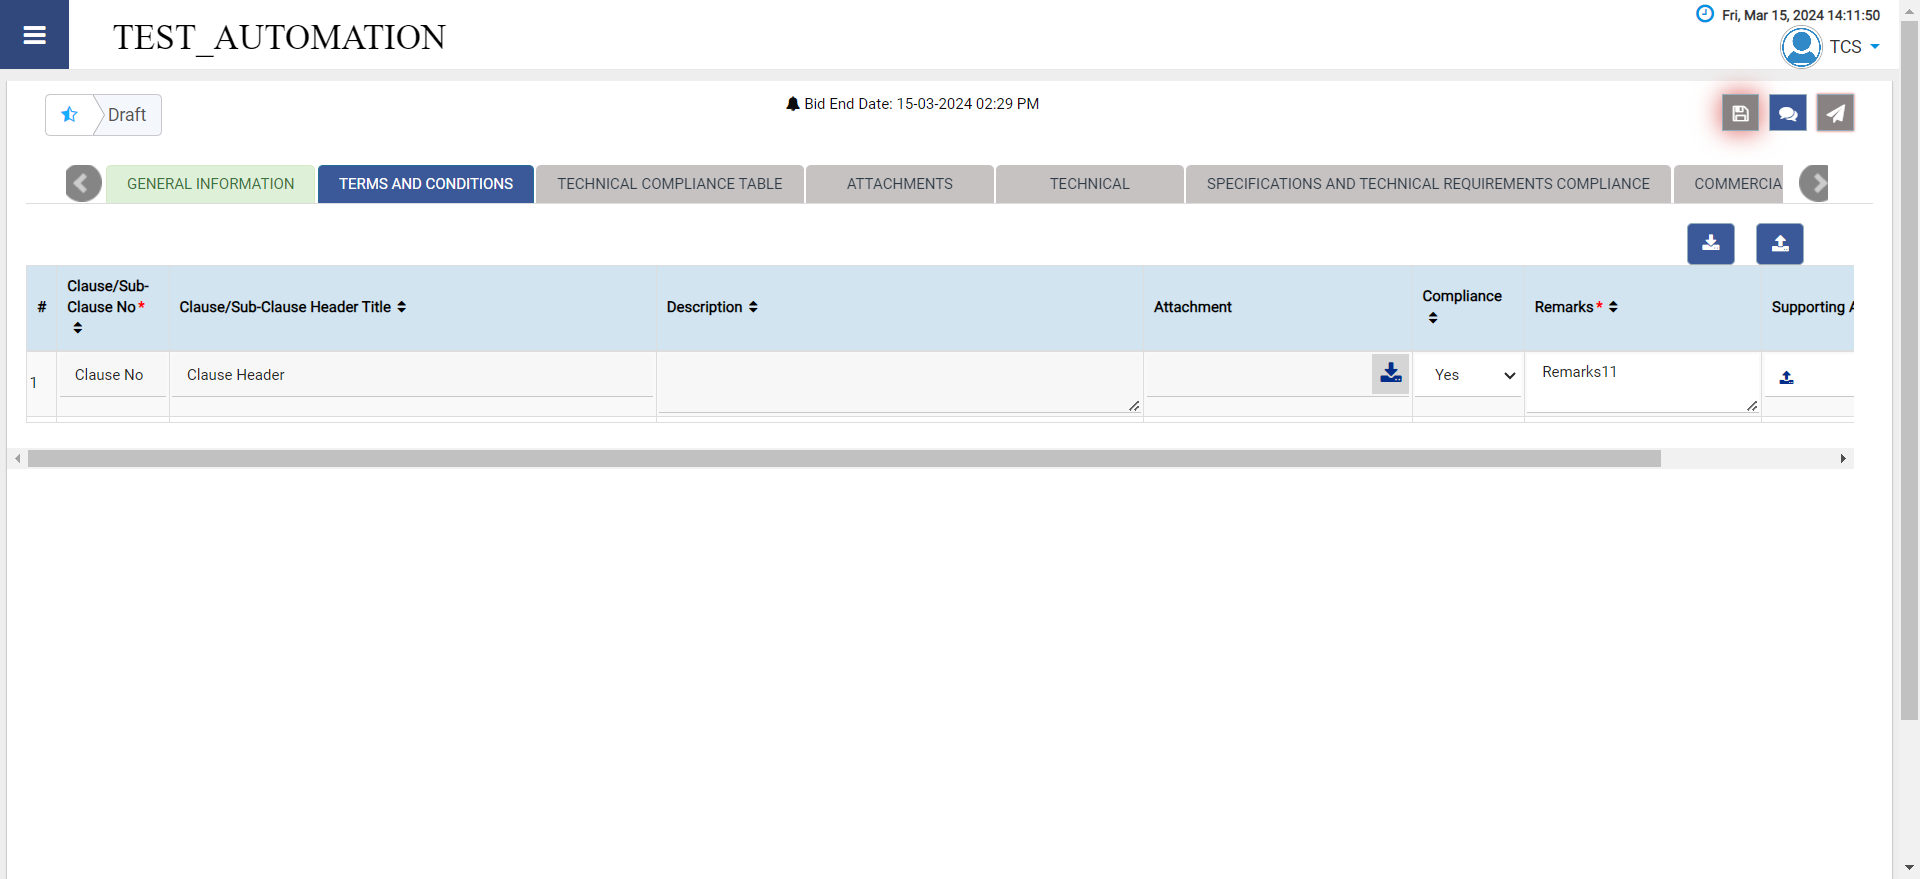 TEST_AUTOMATION
Fri, Mar 15, 2024 14:11:50
TCS
Draft
Bid End Date: 15-03-2024 02:29 PM
GENERAL INFORMATION
TERMS AND CONDITIONS
TECHNICAL COMPLIANCE TABLE
ATTACHMENTS
TECHNICAL
SPECIFICATIONS AND TECHNICAL REQUIREMENTS COMPLIANCE
COMMERCIA
#
Clause/Sub-
Clause No*
Clause/Sub-Clause Header Title
Description
Attachment
Compliance
Remarks*
Supporting A
1
Clause No
Clause Header
Yes
Remarks11